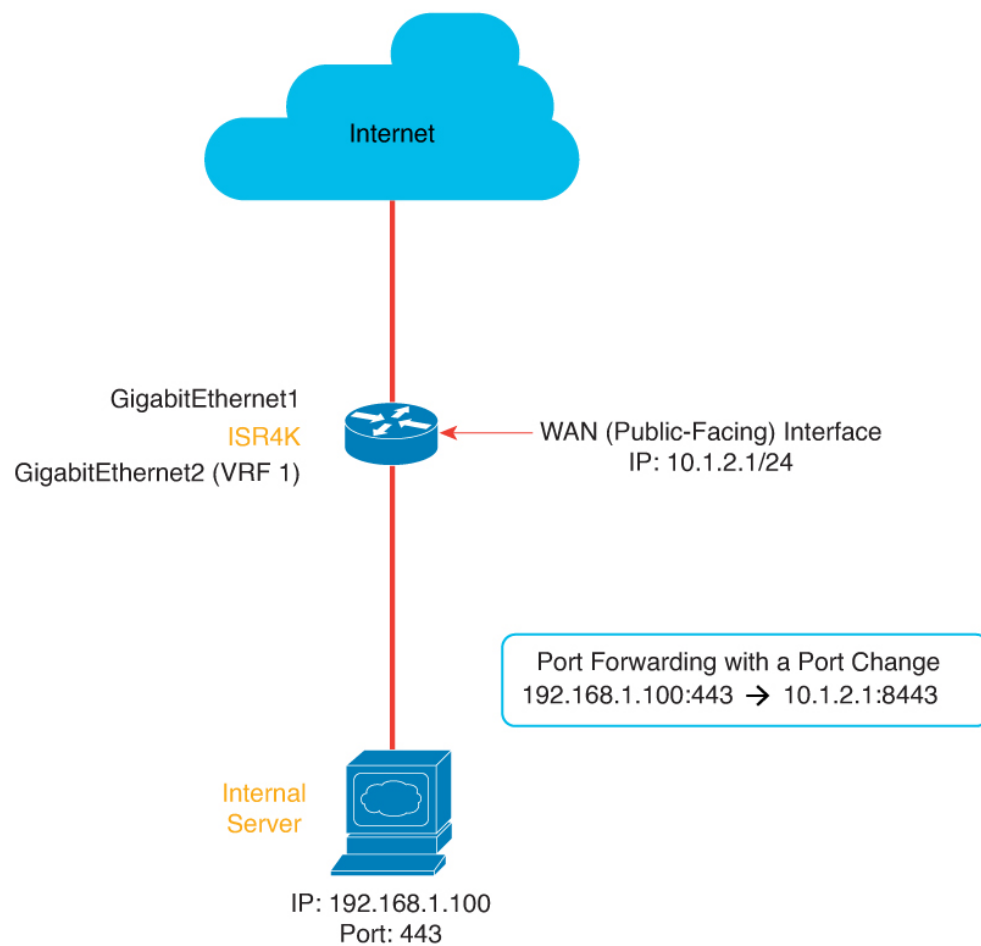 Internet
GigabitEthernet1
ISR4K
GigabitEthernet2 (VRF 1)
WAN (Public-Facing) Interface
IP: 10.1.2.1/24
Port Forwarding with a Port Change
192.168.1.100:443 → 10.1.2.1:8443
Internal
Server
IP: 192.168.1.100
Port: 443